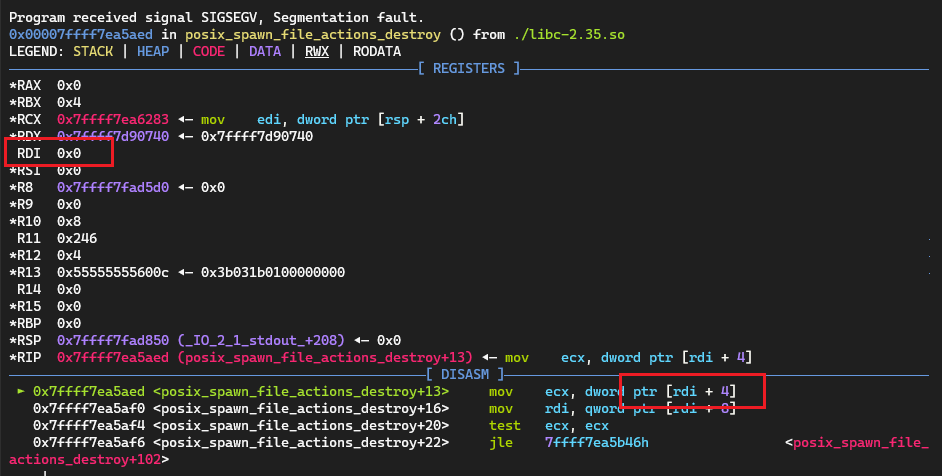 Program received signal SIGSEGV, Segmentation fault.
0x00007ffff7ea5aed in posix_spawn_file_actions_destroy () from ./libc-2.35.so
LEGEND: STACK | HEAP | CODE | DATA | RWX | RODATA
[ REGISTERS ]
*RAX 0x0
*RBX 0x4
*RCX 0x7ffff7ea6283 ◂— mov edi, dword ptr [rsp + 2ch]
*RDX 0x7ffff7d90740 ◂— 0x7ffff7d90740
RDI 0x0
*RSI 0x0
*R8 0x7ffff7fad5d0 ◂— 0x0
*R9 0x0
*R10 0x8
R11 0x246
*R12 0x4
*R13 0x55555555600c ◂— 0x3b031b0100000000
R14 0x0
*R15 0x0
*RBP 0x0
*RSP 0x7ffff7fad850 (_IO_2_1_stdout_+208) ◂— 0x0
*RIP 0x7ffff7ea5aed (posix_spawn_file_actions_destroy+13) ◂— mov ecx, dword ptr [rdi + 4]
[ DISASM ]
► 0x7ffff7ea5aed <posix_spawn_file_actions_destroy+13> mov ecx, dword ptr [rdi + 4]
0x7ffff7ea5af0 <posix_spawn_file_actions_destroy+16> mov rdi, qword ptr [rdi + 8]
0x7ffff7ea5af4 <posix_spawn_file_actions_destroy+20> test ecx, ecx
0x7ffff7ea5af6 <posix_spawn_file_actions_destroy+22> jle 7ffff7ea5b46h <posix_spawn_file_
actions_destroy+102>